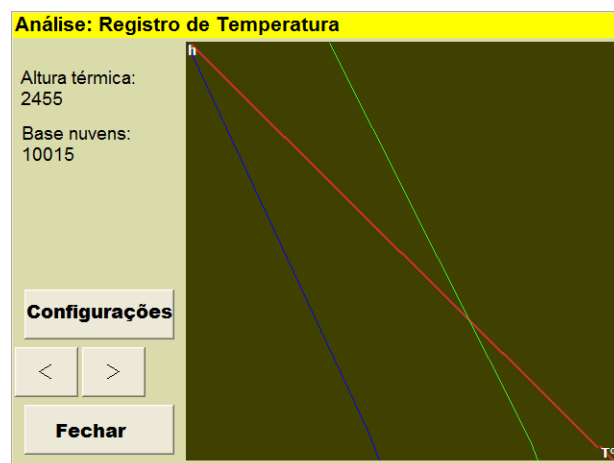 Análise: Registro de Temperatura
h
Altura térmica:
2455
Base nuvens:
10015
Configurações
<
>
Fechar
T°